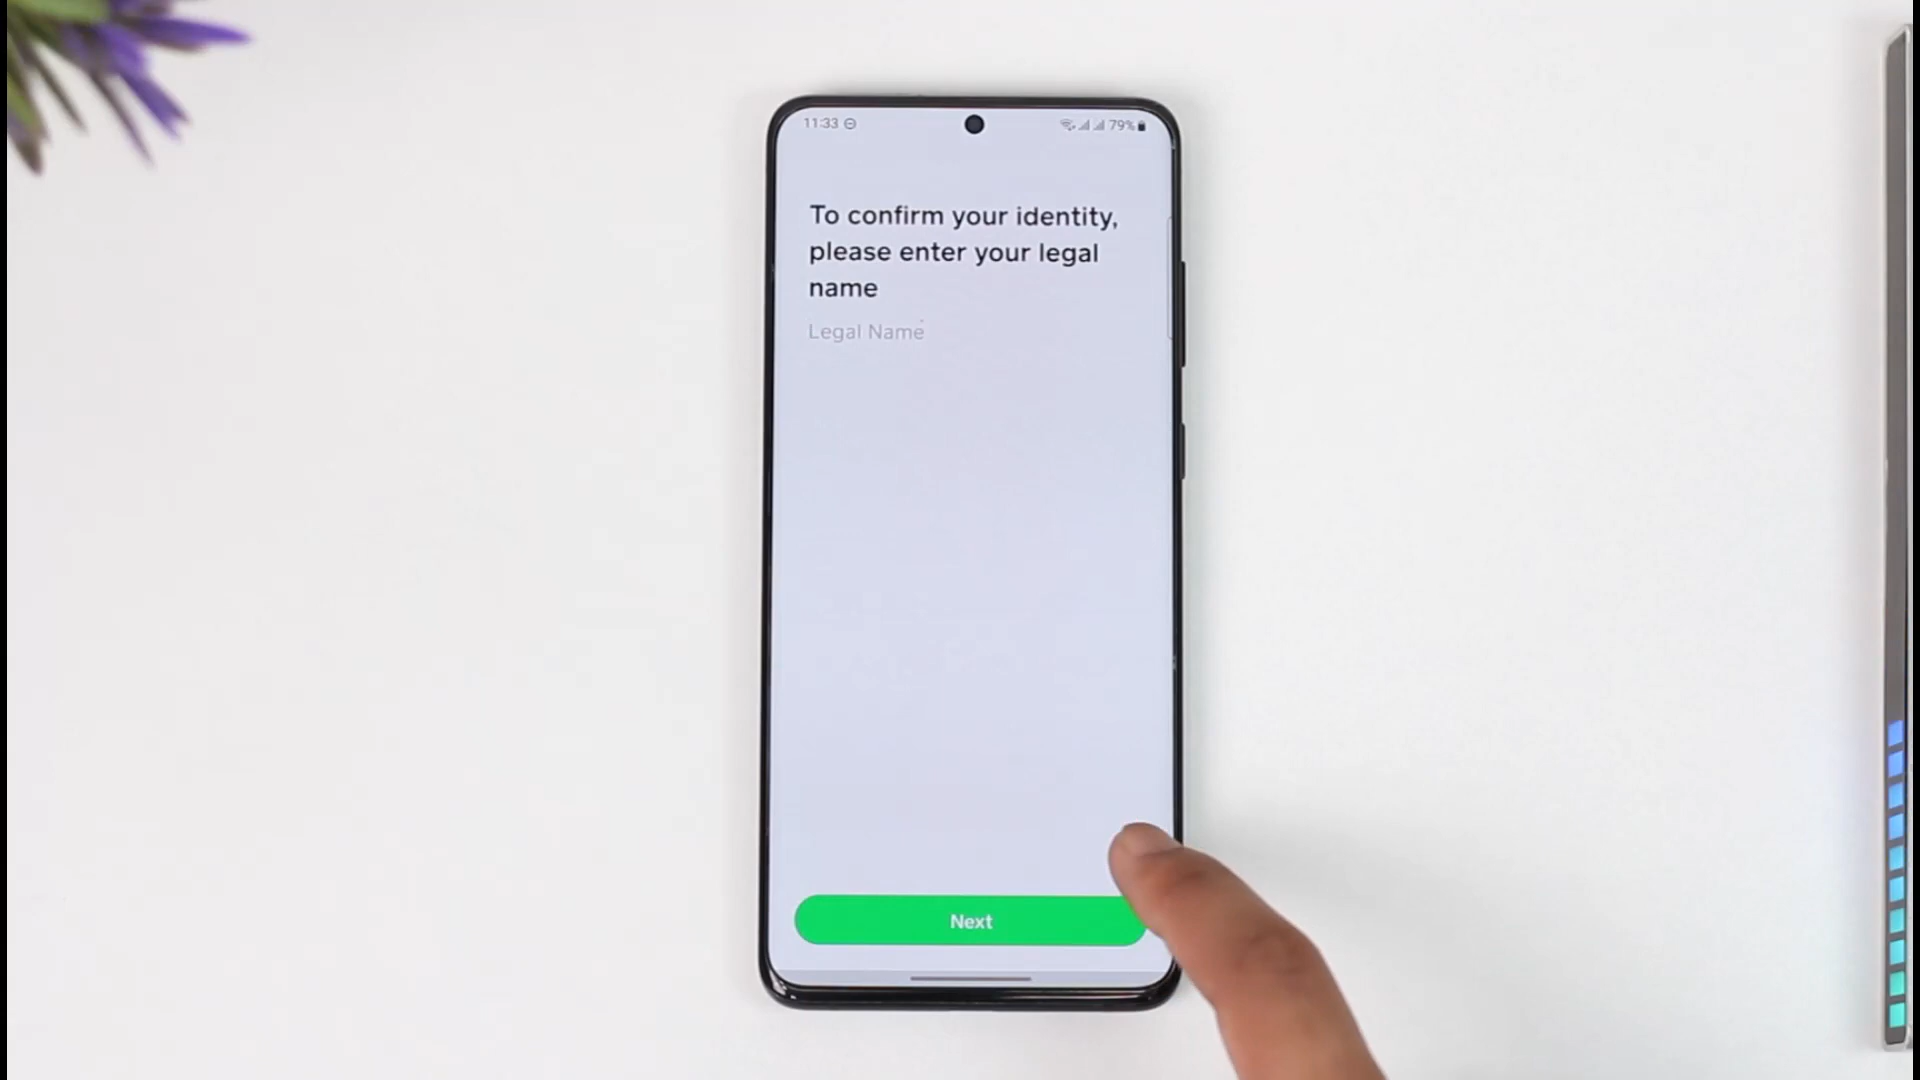 11:33
79%
To confirm your identity,
please enter your legal
name
Legal Name
Next